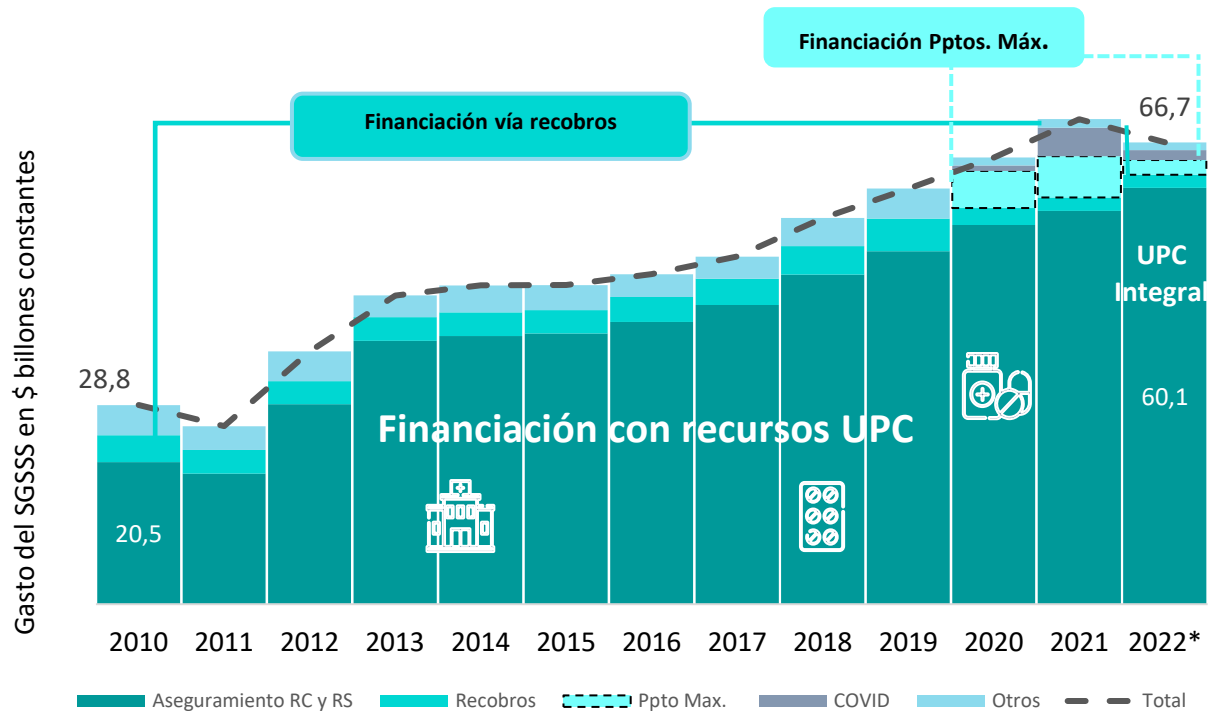 Financiación Pptos. Máx.
Financiación vía recobros
66,7
28,8
UPC
Integral
60,1
Financiación con recursos UPC
20,5
Gasto del SGSSS en $ billones constantes
2010 2011 2012 2013 2014 2015 2016 2017 2018 2019 2020 2021 2022*
Aseguramiento RC y RS Recobros Ppto Max. COVID Otros Total